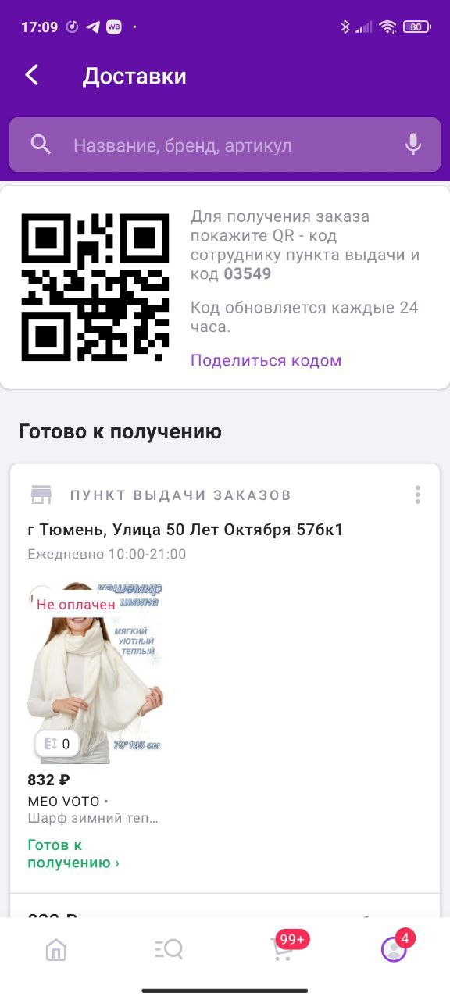 17:09
WB
80
Доставки
Название, бренд, артикул
Для получения заказа
покажите QR - код
сотруднику пункта выдачи и
код 03549
Код обновляется каждые 24
часа.
Поделиться кодом
Готово к получению
ПУНКТ ВЫДАЧИ ЗАКАЗОВ
г Тюмень, Улица 50 Лет Октября 57бк1
Ежедневно 10:00-21:00
кашемир
Не оплачен
МЯГКИЙ
УЮТНЫЙ
ТЕПЛЫЙ
0
70*185 см
832 ₽
MEO VOTO •
Шарф зимний теп...
Готов к
получению ›
99+
4